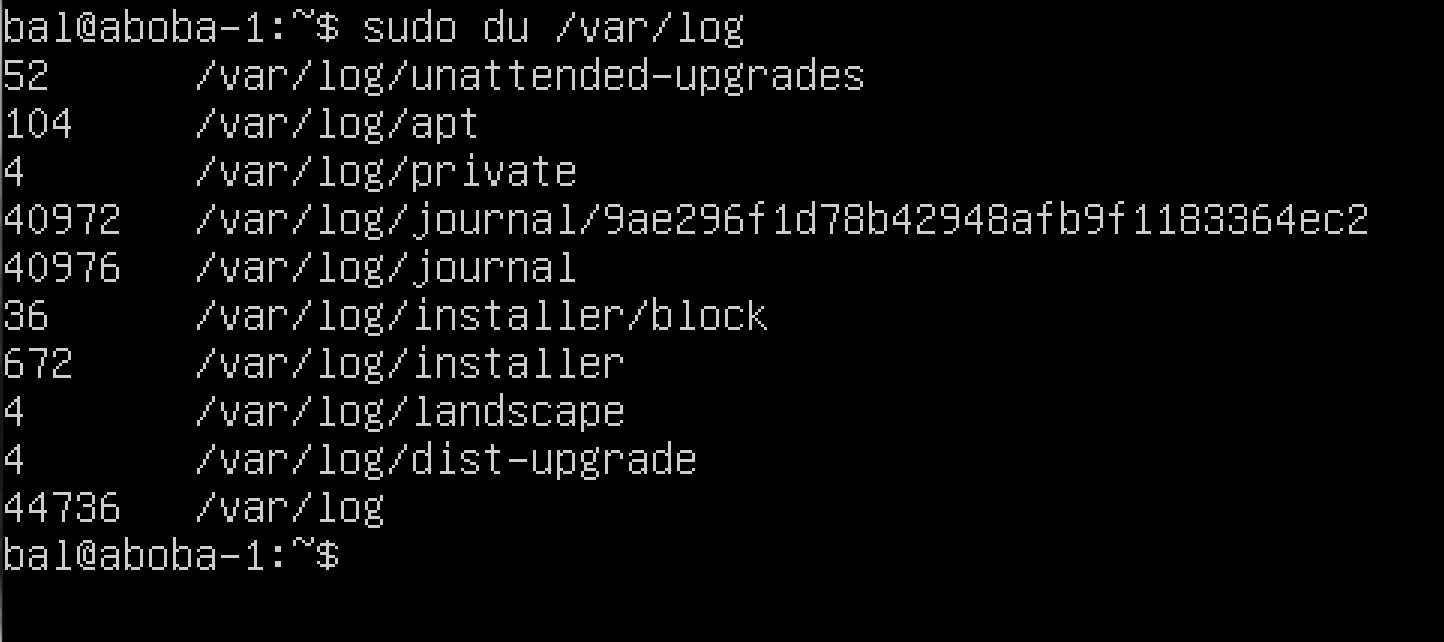 bal@aboba-1:~$ sudo du /var/log
52 /var/log/unattended-upgrades
104 /var/log/apt
4 /var/log/private
40972 /var/log/journal/9ae296f1d78b42948afb9f1183364ec2
40976 /var/log/journal
36 /var/log/installer/block
672 /var/log/installer
4 /var/log/landscape
4 /var/log/dist-upgrade
44736 /var/log
bal@aboba-1:~$